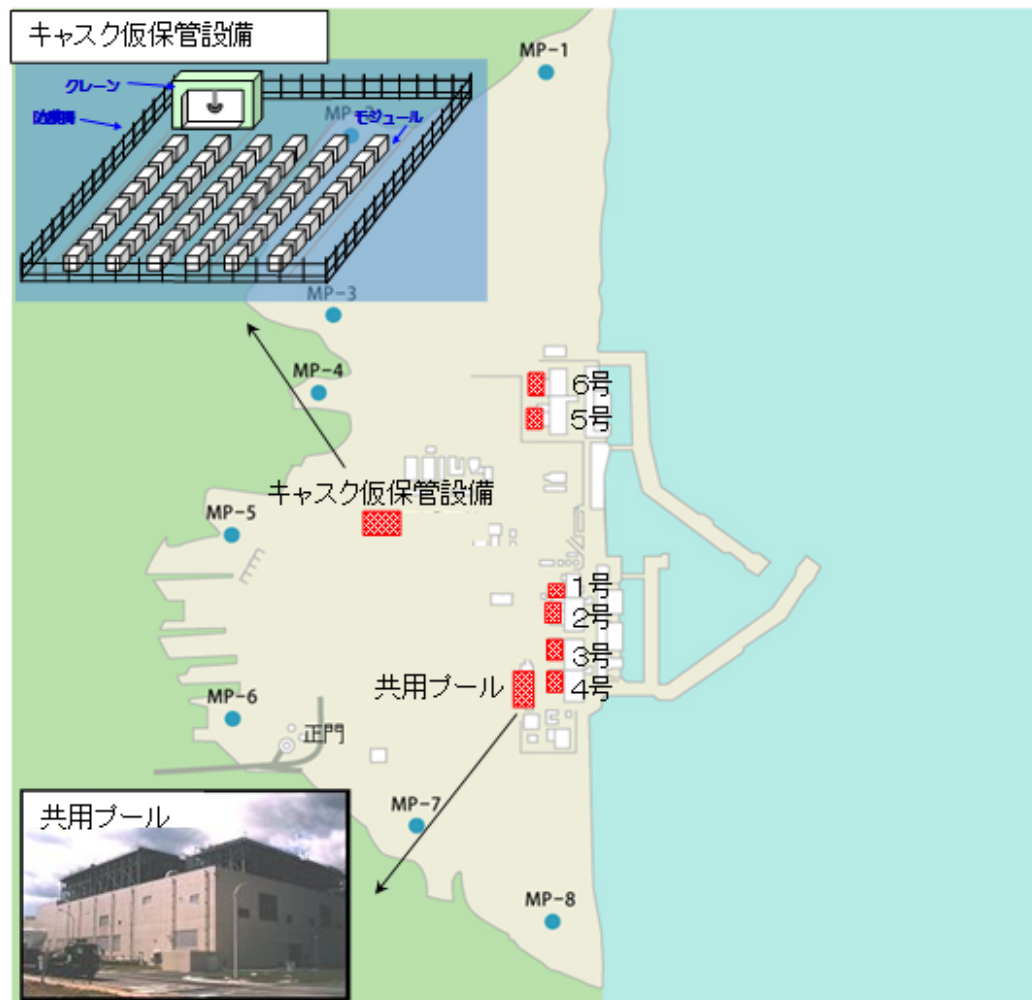 キャスク仮保管設備
クレーン
モジュール
MP-1
MP-2
MP-3
MP-4
6号
5号
キャスク仮保管設備
MP-5
1号
2号
3号
共用プール
4号
MP-6
正門
共用プール
MP-7
MP-8